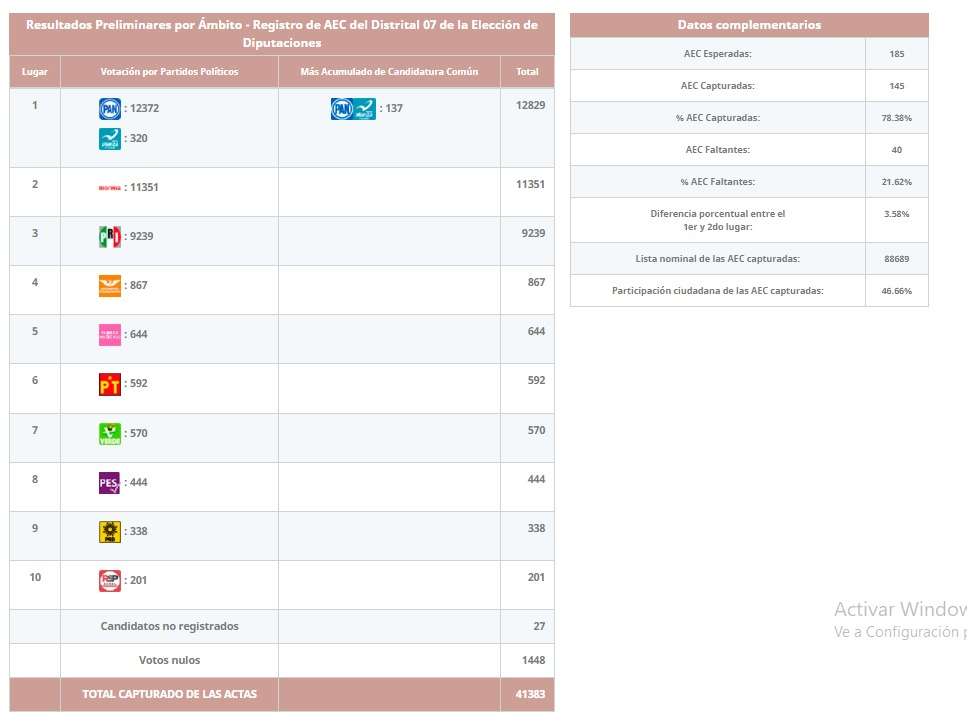 Resultados Preliminares por Ámbito - Registro de AEC del Distrital 07 de la Elección de
Diputaciones
Lugar Votación por Partidos Políticos Más Acumulado de Candidatura Común Total
1 PAN : 12372 PAN alianza : 137 12829
alianza : 320
2 morena : 11351 11351
3 PRI : 9239 9239
4 : 867 867
5 : 644 644
6 PT : 592 592
7 VERDE : 570 570
8 PES : 444 444
9 PRD : 338 338
10 RSP : 201 201
Candidatos no registrados 27
Votos nulos 1448
TOTAL CAPTURADO DE LAS ACTAS 41383
Datos complementarios
AEC Esperadas: 185
AEC Capturadas: 145
% AEC Capturadas: 78.38%
AEC Faltantes: 40
% AEC Faltantes: 21.62%
Diferencia porcentual entre el 3.58%
1er y 2do lugar:
Lista nominal de las AEC capturadas: 88689
Participación ciudadana de las AEC capturadas: 46.66%
Activar Window
Ve a Configuración p